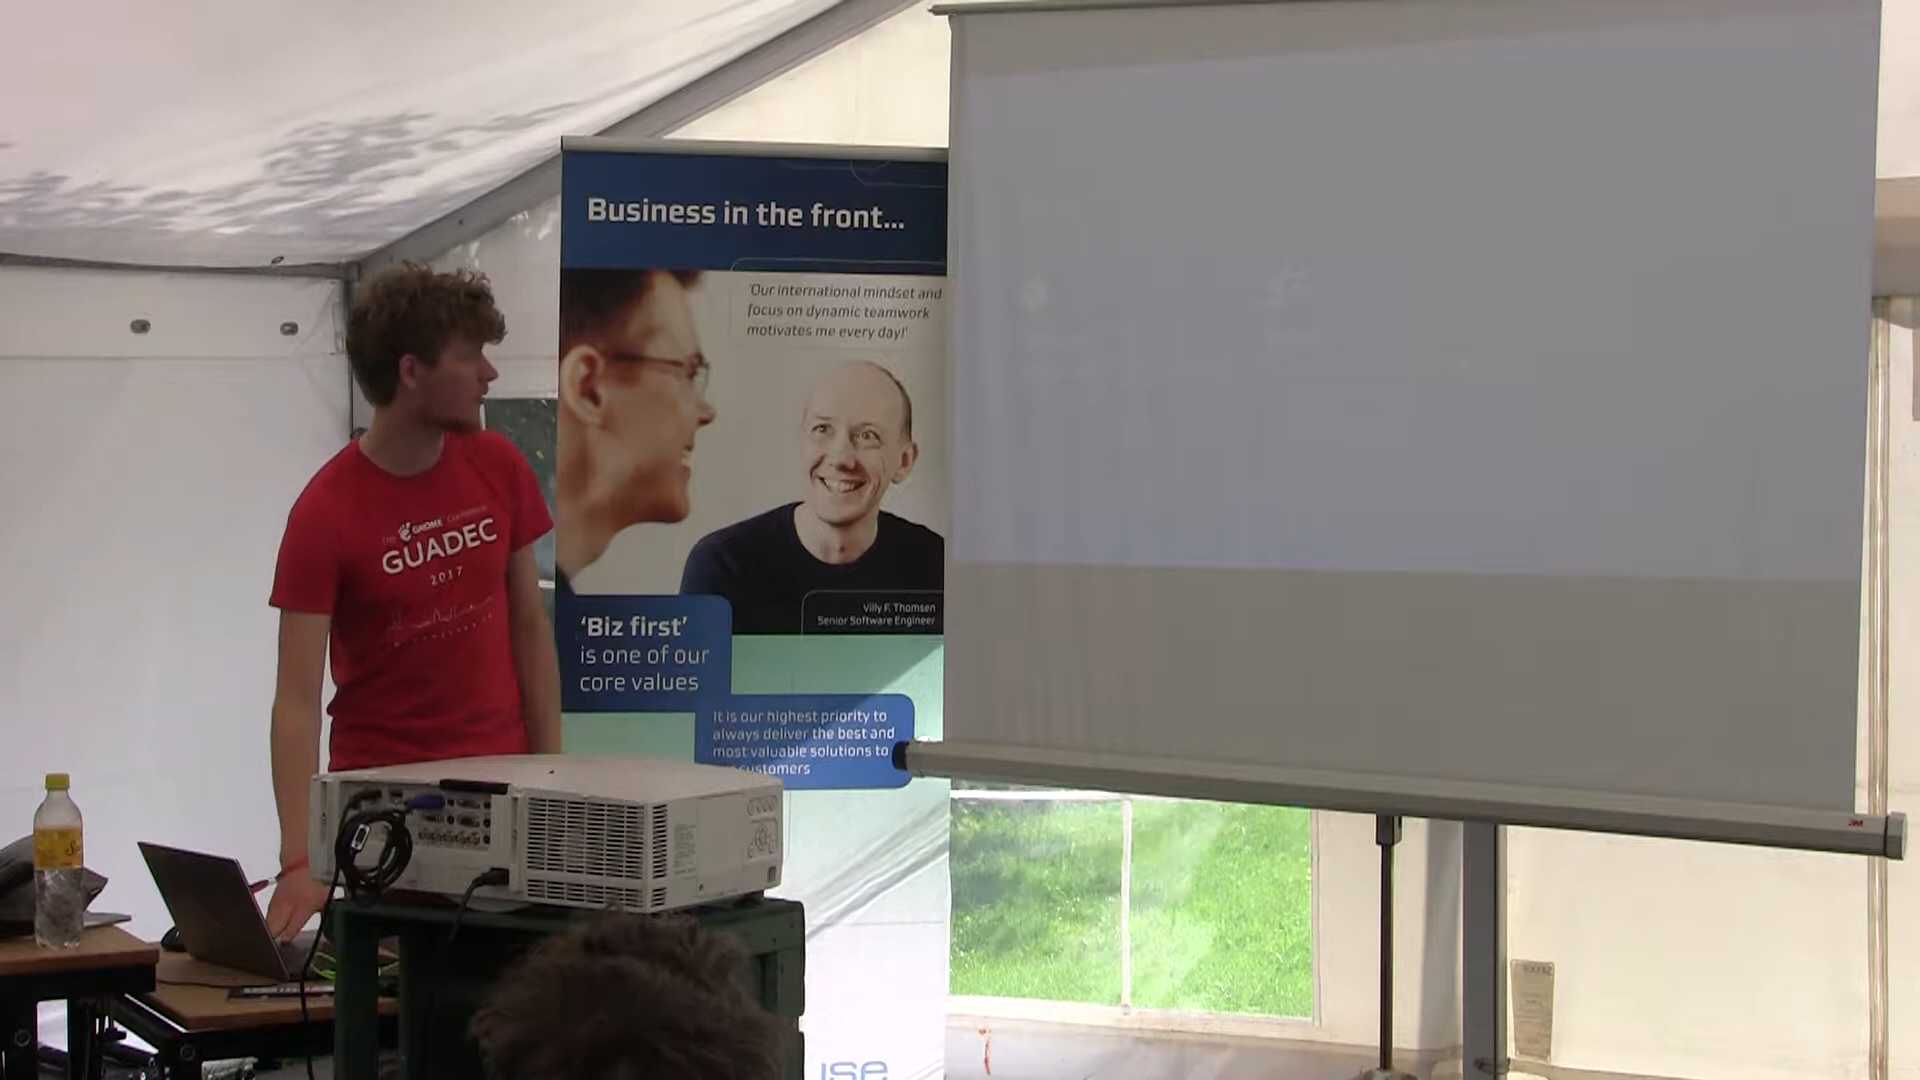 Business in the front...
'Our international mindset and
focus on dynamic teamwork
motivates me every day!'
Villy F. Thomsen
Senior Software Engineer
'Biz first'
is one of our
core values
It is our highest priority to
always deliver the best and
most valuable solutions to
customers
The GNOME Conference
GUADEC
2017
3M